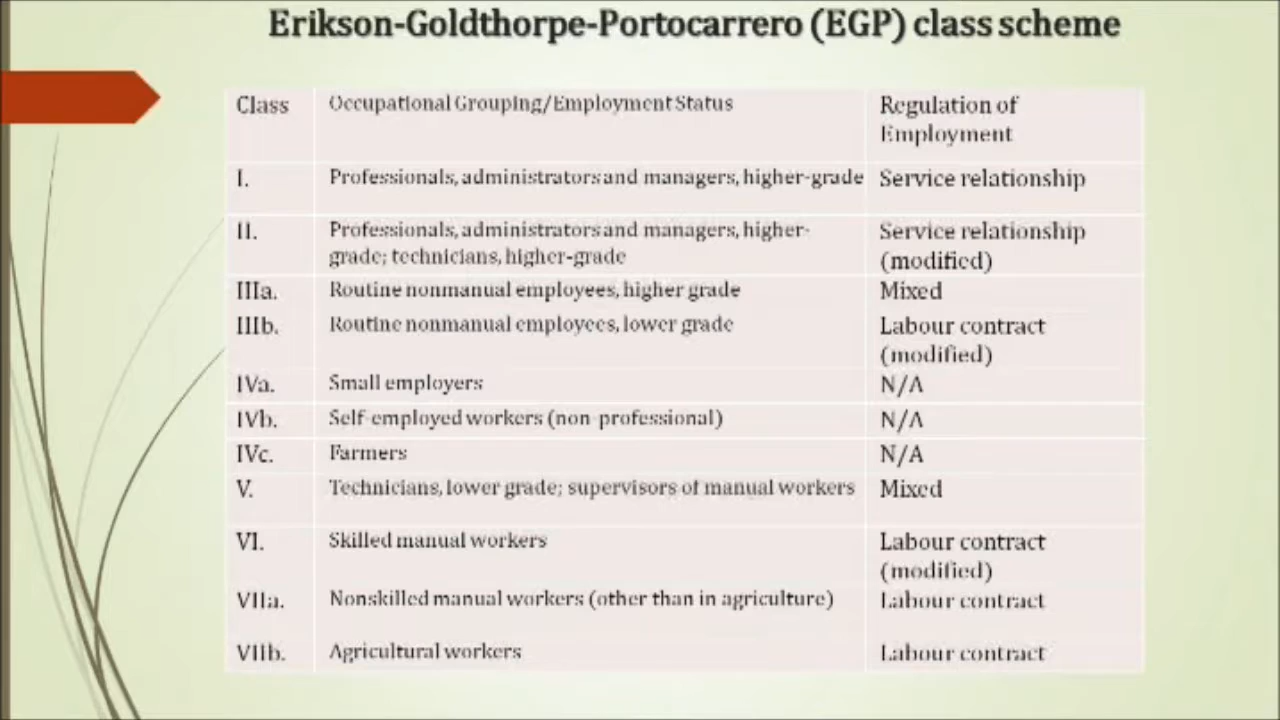 Erikson-Goldthorpe-Portocarrero (EGP) class scheme
Class Occupational Grouping/Employment Status Regulation of
Employment
I. Professionals, administrators and managers, higher-grade Service relationship
II. Professionals, administrators and managers, higher- Service relationship
grade; technicians, higher-grade (modified)
IIIa. Routine nonmanual employees, higher grade Mixed
IIIb. Routine nonmanual employees, lower grade Labour contract
(modified)
IVa. Small employers N/A
IVb. Self-employed workers (non-professional) N/A
IVc. Farmers N/A
V. Technicians, lower grade; supervisors of manual workers Mixed
VI. Skilled manual workers Labour contract
(modified)
VIIa. Nonskilled manual workers (other than in agriculture) Labour contract
VIIb. Agricultural workers Labour contract